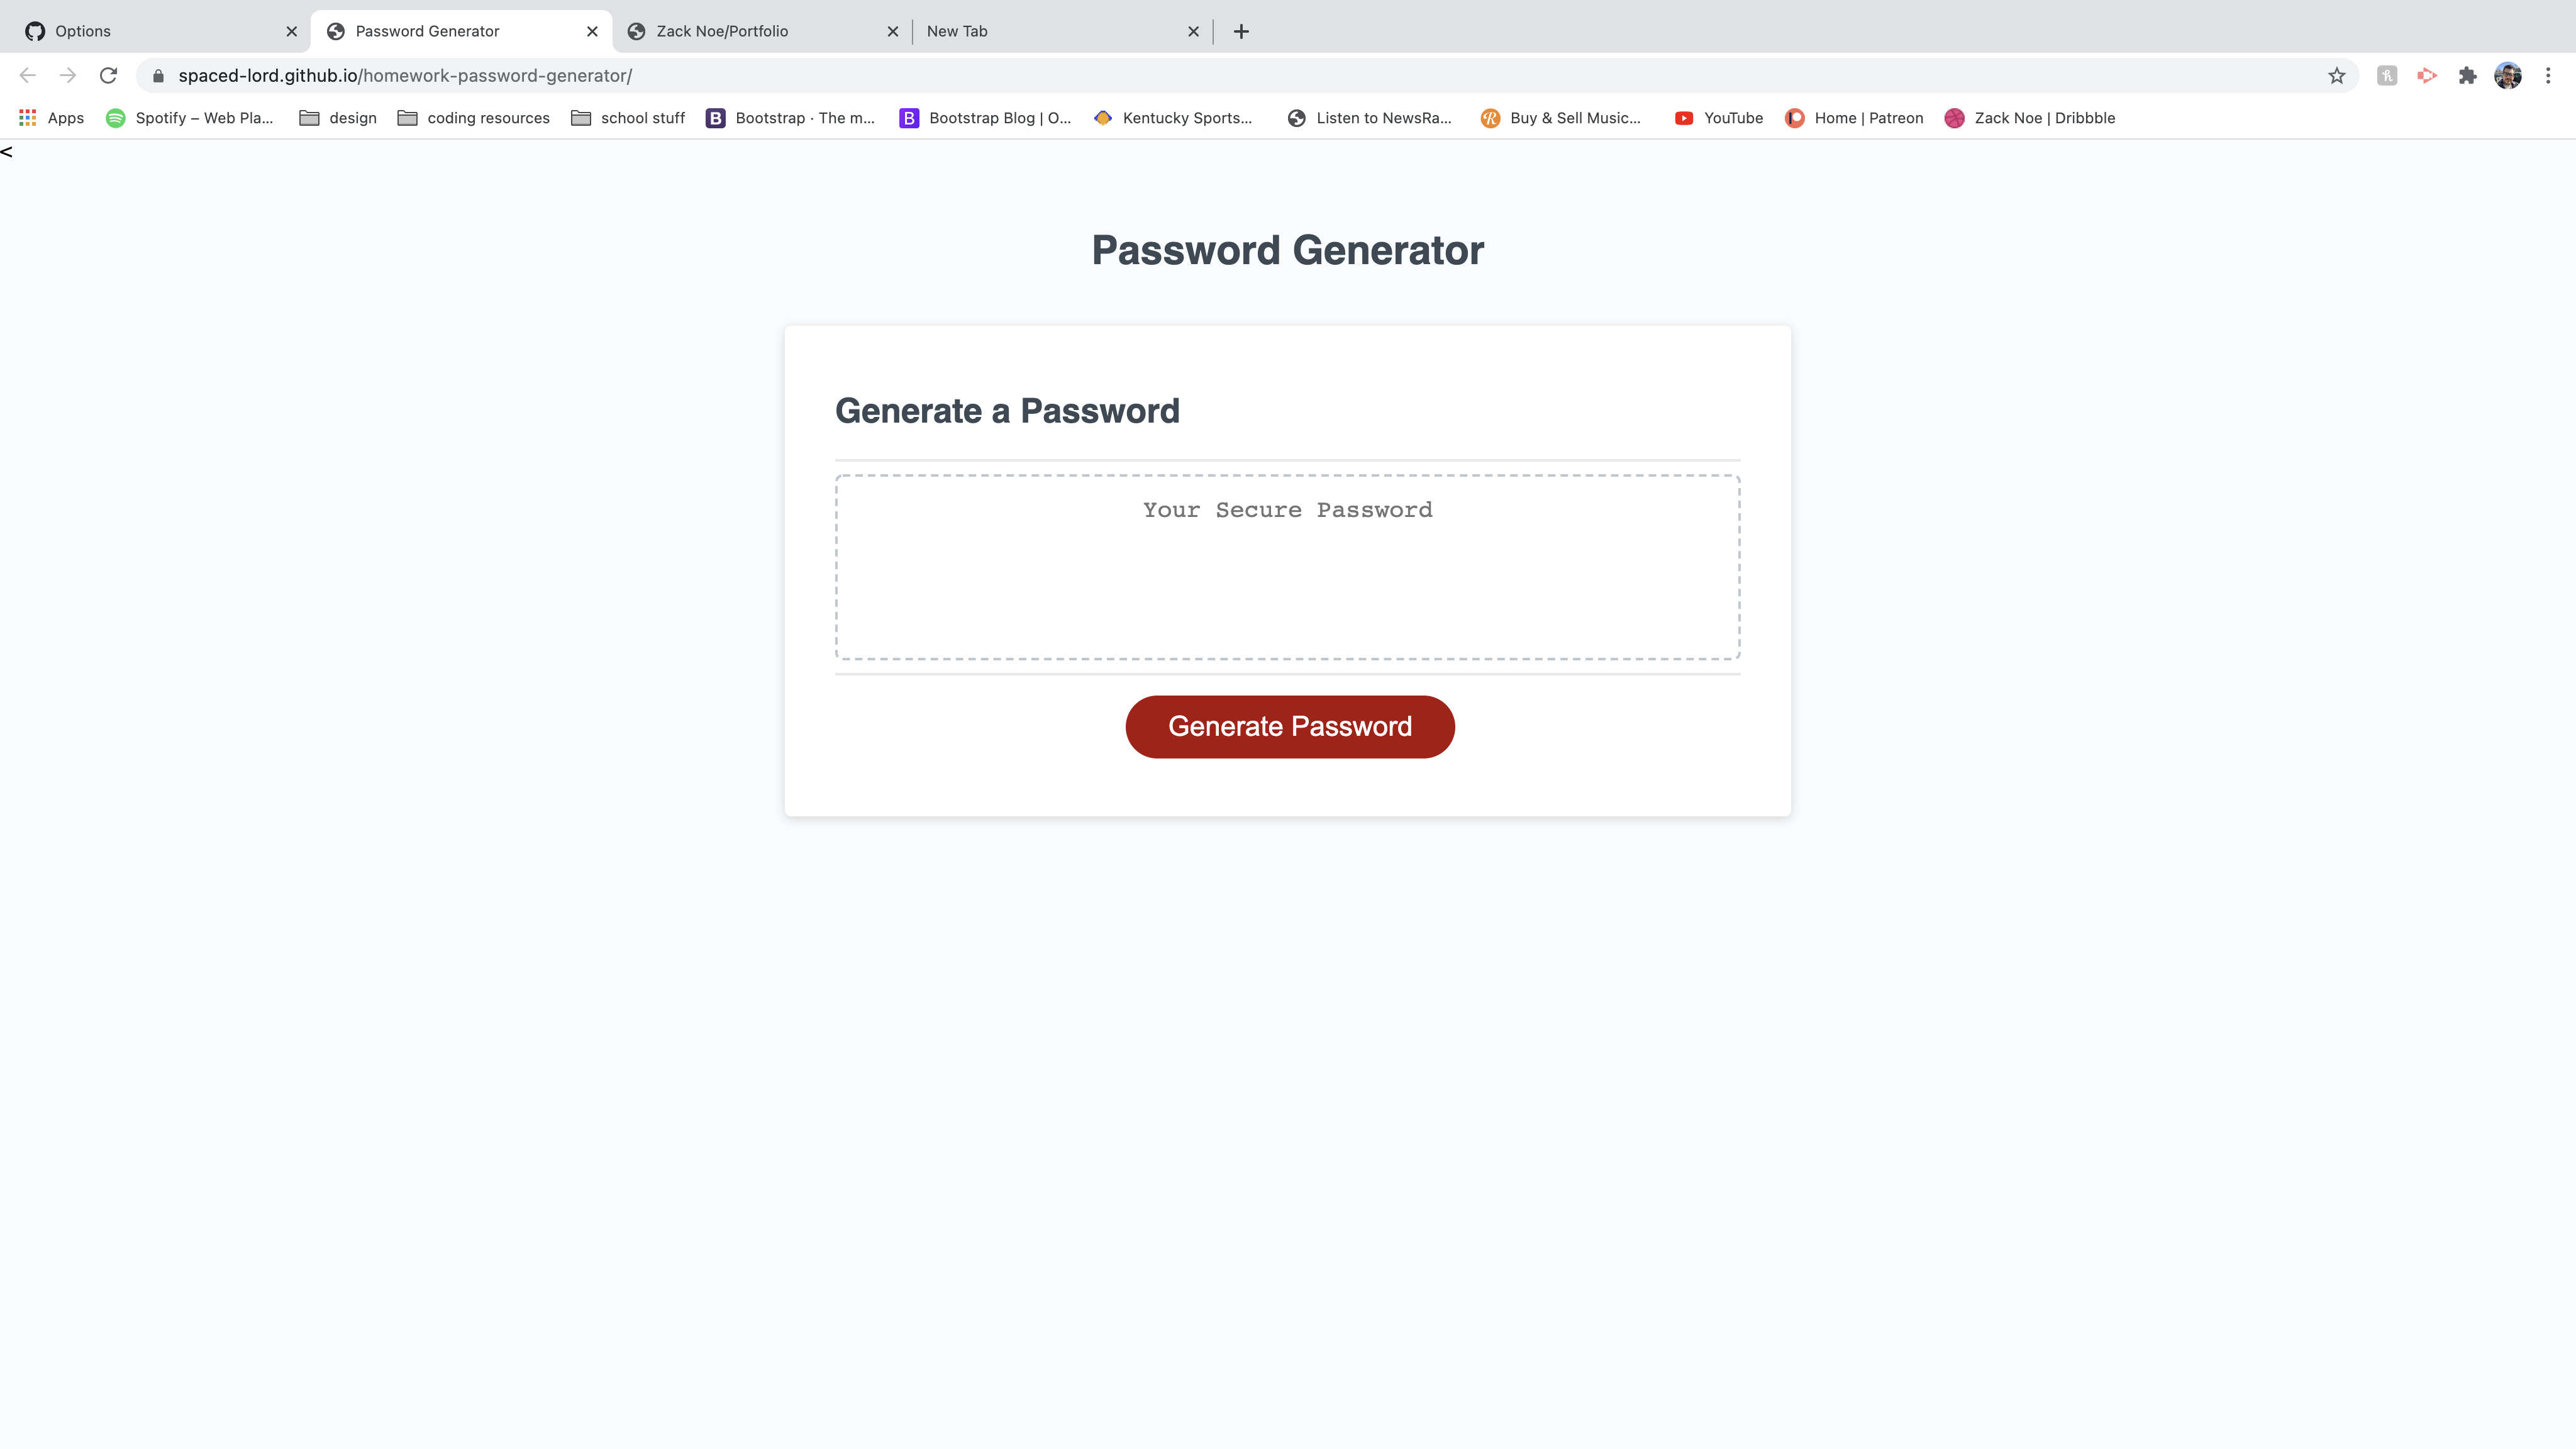 Options
Password Generator
Zack Noe/Portfolio
New Tab
spaced-lord.github.io/homework-password-generator/
Apps
Spotify – Web Pla...
design
coding resources
school stuff
B
Bootstrap · The m...
B
Bootstrap Blog | O...
Kentucky Sports...
Listen to NewsRa...
R
Buy & Sell Music...
YouTube
Home | Patreon
Zack Noe | Dribbble
<
Password Generator
Generate a Password
Your Secure Password
Generate Password